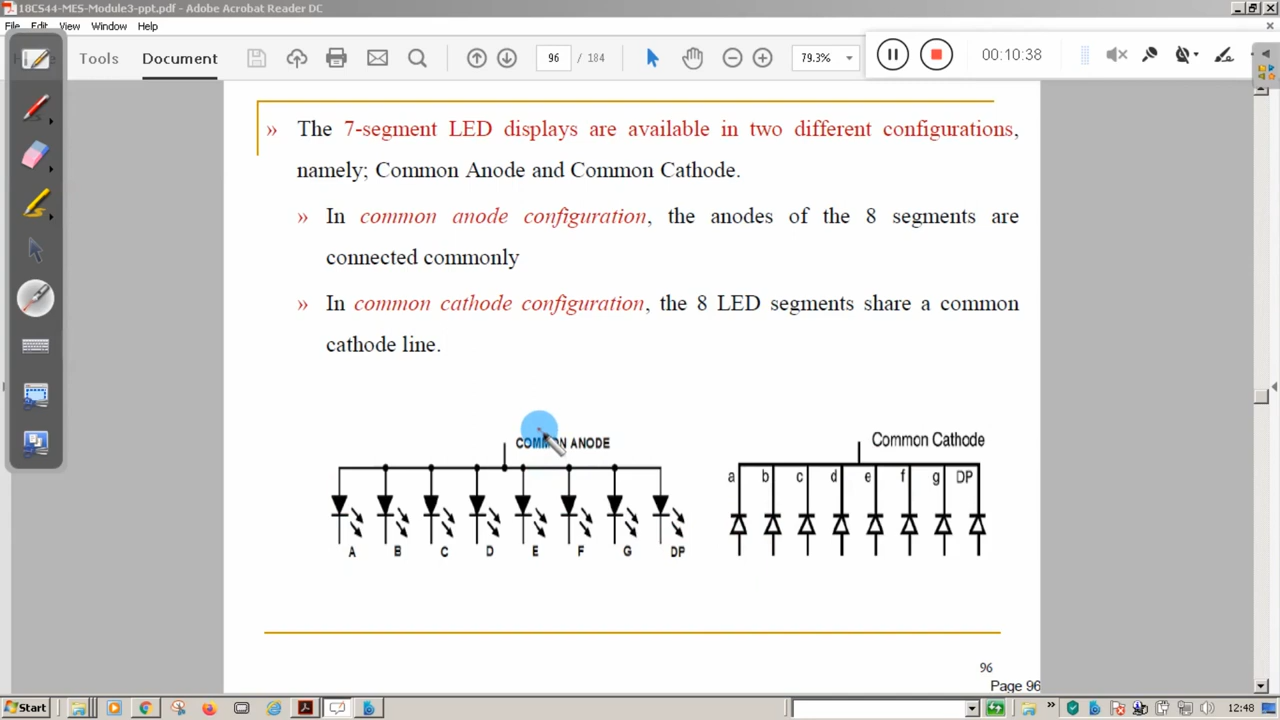 18CS44-MES-Module3-ppt.pdf - Adobe Acrobat Reader DC
File Edit View Window Help
Tools Document 96 / 184 79.3% 00:10:38
» The 7-segment LED displays are available in two different configurations,
namely; Common Anode and Common Cathode.
» In common anode configuration, the anodes of the 8 segments are
connected commonly
» In common cathode configuration, the 8 LED segments share a common
cathode line.
COMMON ANODE
A B C D E F G DP
Common Cathode
a b c d e f g DP
96
Page 96
Start 12:48